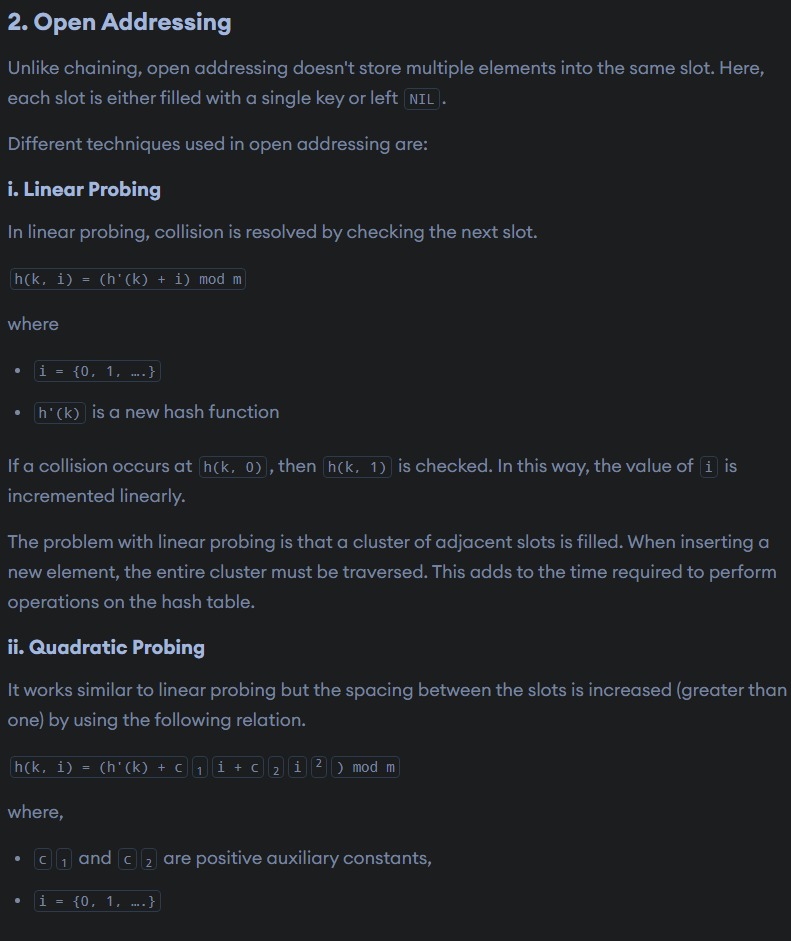 2. Open Addressing
Unlike chaining, open addressing doesn't store multiple elements into the same slot. Here,
each slot is either filled with a single key or left NIL.
Different techniques used in open addressing are:
i. Linear Probing
In linear probing, collision is resolved by checking the next slot.
h(k, i) = (h'(k) + i) mod m
where
• i = {0, 1, ….}
• h'(k) is a new hash function
If a collision occurs at h(k, 0), then h(k, 1) is checked. In this way, the value of i is
incremented linearly.
The problem with linear probing is that a cluster of adjacent slots is filled. When inserting a
new element, the entire cluster must be traversed. This adds to the time required to perform
operations on the hash table.
ii. Quadratic Probing
It works similar to linear probing but the spacing between the slots is increased (greater than
one) by using the following relation.
h(k, i) = (h'(k) + c₁i + c₂i²) mod m
where,
• c₁ and c₂ are positive auxiliary constants,
• i = {0, 1, ….}